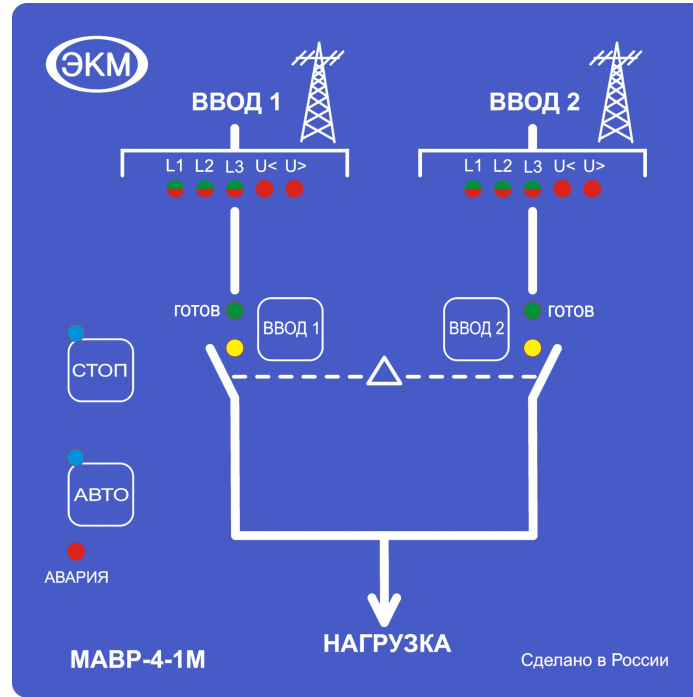 ЭКМ
ВВОД 1
ВВОД 2
L1 L2 L3 U< U>
L1 L2 L3 U< U>
ГОТОВ
ВВОД 1
ВВОД 2
ГОТОВ
СТОП
АВТО
АВАРИЯ
МАВР-4-1М
НАГРУЗКА
Сделано в России